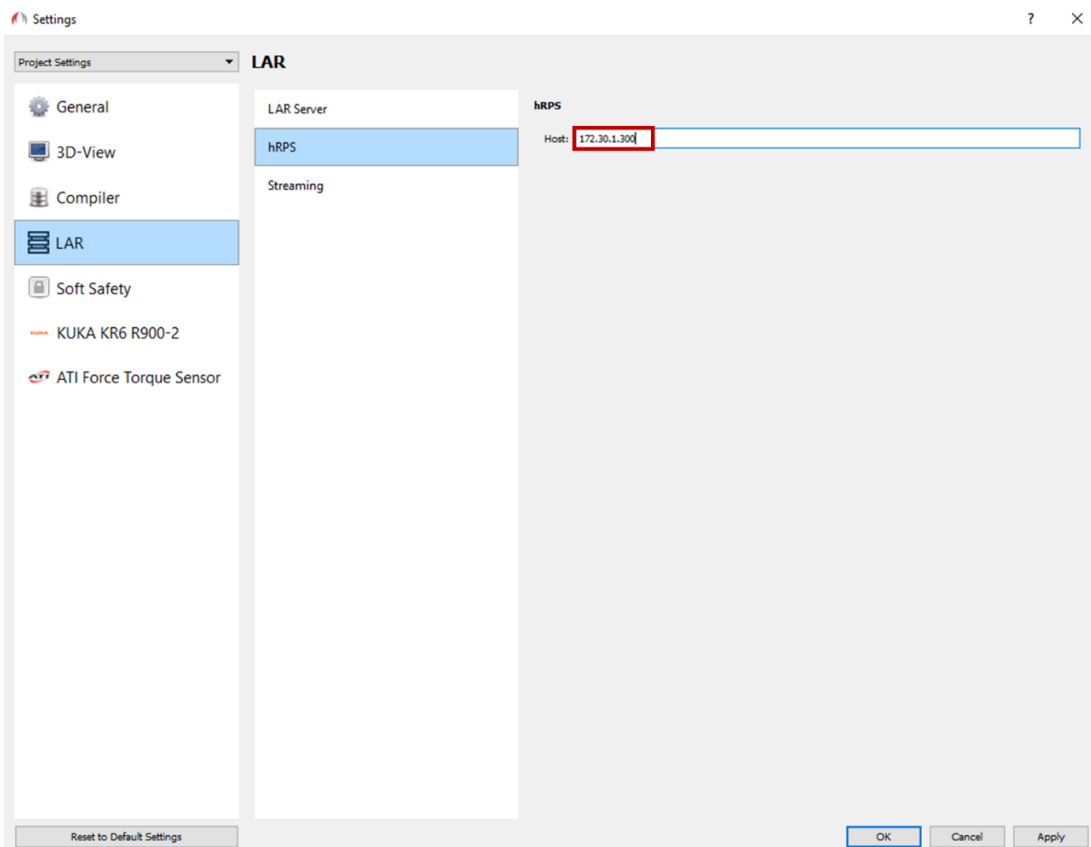 Settings
?
Project Settings
LAR
General
3D-View
Compiler
LAR
Soft Safety
KUKA KUKA KR6 R900-2
ATI ATI Force Torque Sensor
LAR Server
hRPS
Streaming
hRPS
Host: 172.30.1.300
Reset to Default Settings
OK Cancel Apply